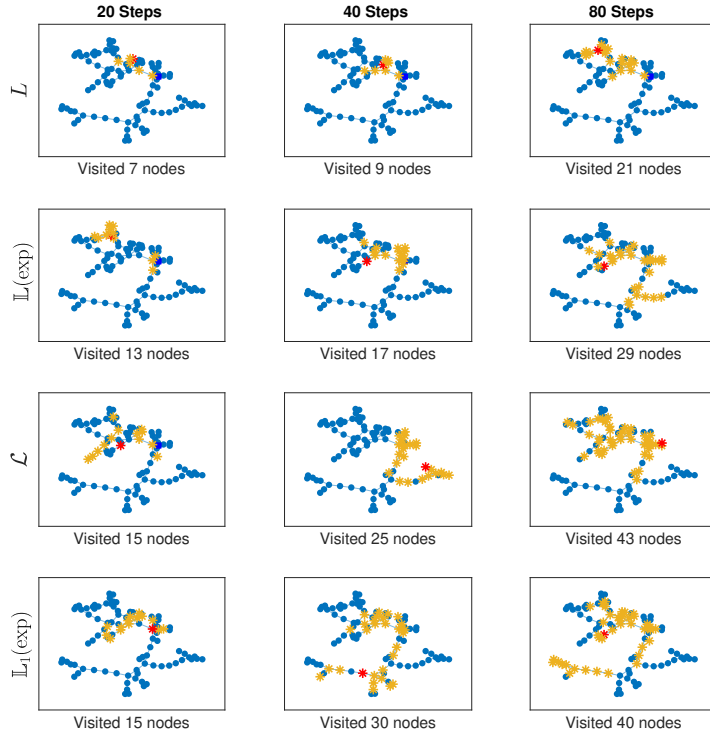 20 Steps
40 Steps
80 Steps
L
Visited 7 nodes
Visited 9 nodes
Visited 21 nodes
𝕃(exp)
Visited 13 nodes
Visited 17 nodes
Visited 29 nodes
ℒ
Visited 15 nodes
Visited 25 nodes
Visited 43 nodes
𝕃₁(exp)
Visited 15 nodes
Visited 30 nodes
Visited 40 nodes